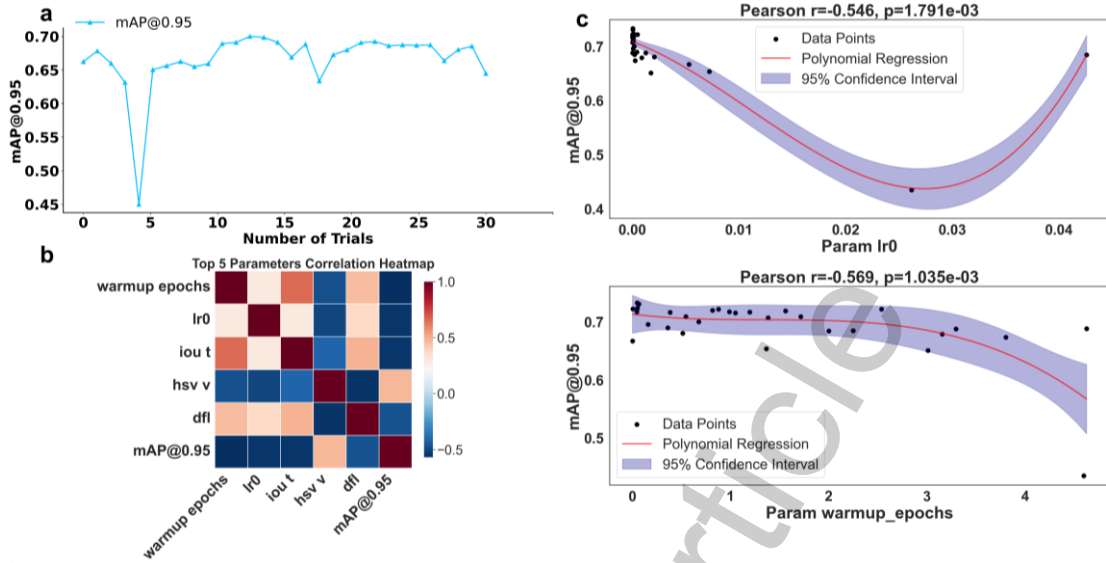 a
mAP@0.95
0.70
0.65
0.60
0.55
0.50
0.45
mAP@0.95
0
5
10
15
20
25
30
Number of Trials
b
Top 5 Parameters Correlation Heatmap
warmup epochs
lr0
iou t
hsv v
dfl
mAP@0.95
warmup epochs
lr0
iou t
hsv v
dfl
mAP@0.95
1.0
0.5
0.0
−0.5
c
Pearson r=-0.546, p=1.791e-03
Data Points
Polynomial Regression
95% Confidence Interval
0.7
0.6
0.5
0.4
mAP@0.95
0.00
0.01
0.02
0.03
0.04
Param lr0
Pearson r=-0.569, p=1.035e-03
0.7
0.6
0.5
mAP@0.95
Data Points
Polynomial Regression
95% Confidence Interval
0
1
2
3
4
Param warmup_epochs
rticle